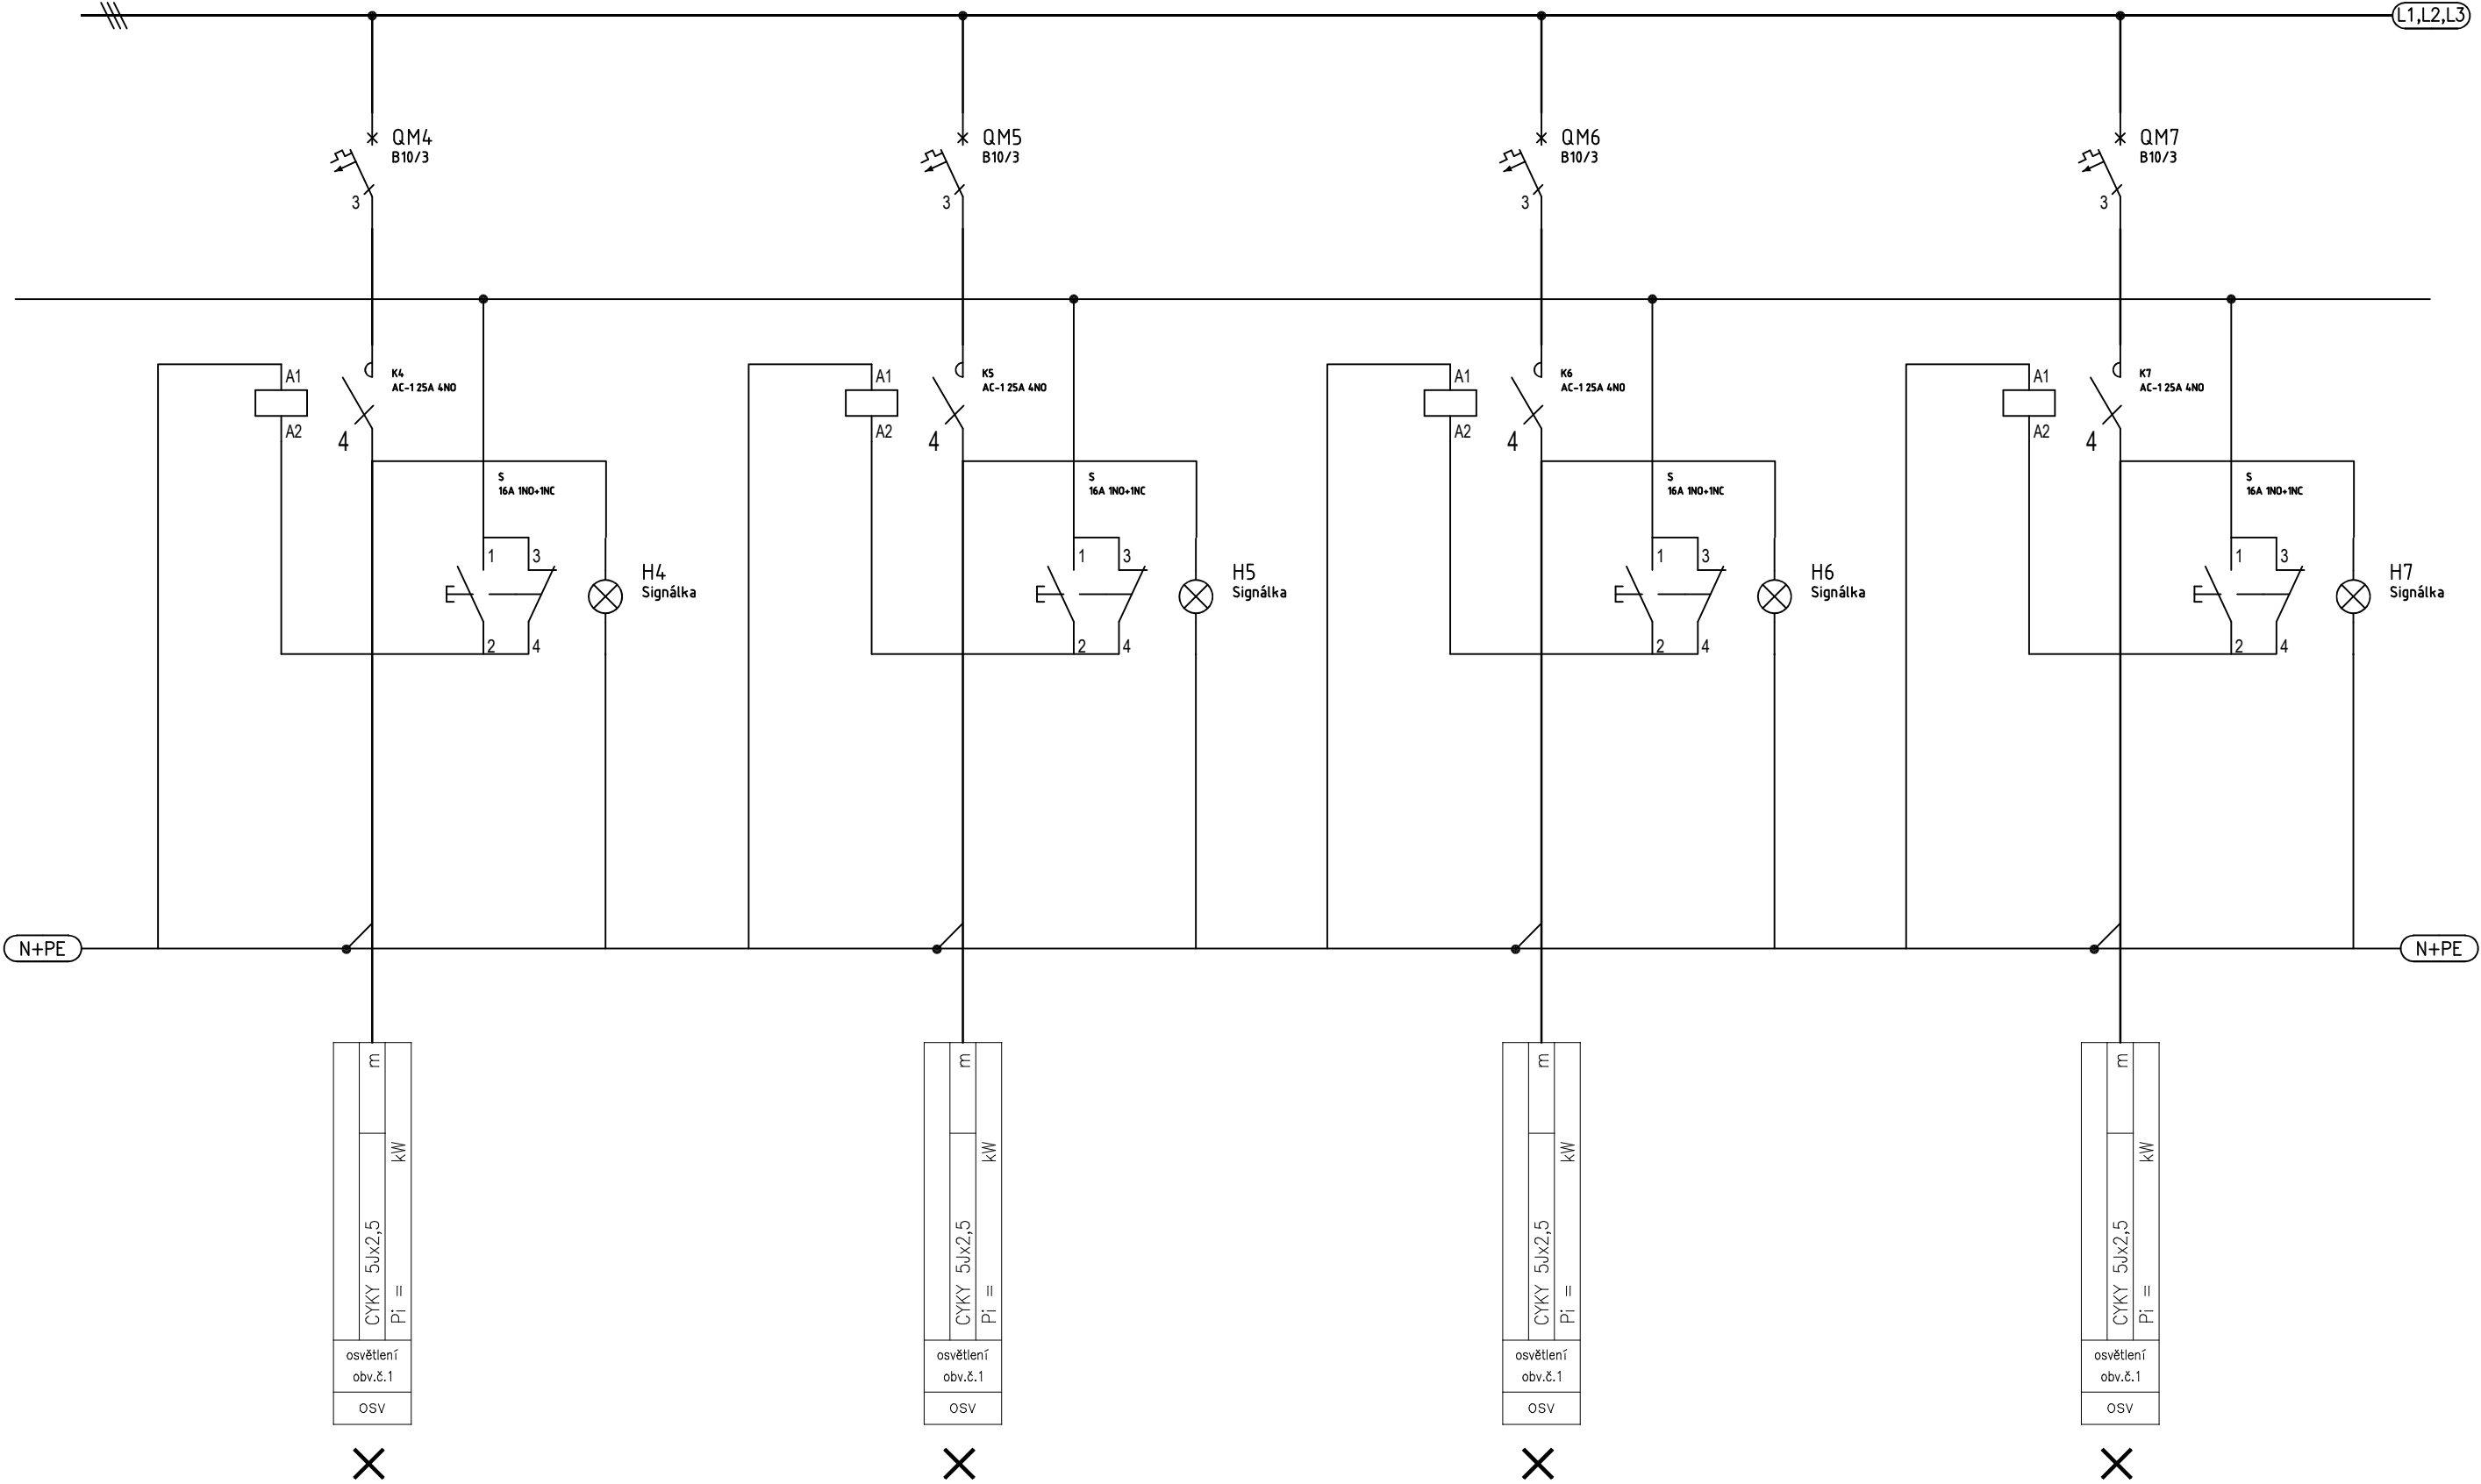 L1,L2,L3
QM4
B10/3
3
QM5
B10/3
3
QM6
B10/3
3
QM7
B10/3
3
A1
A2
4
K4
AC-1 25A 4NO
S
16A 1NO+1NC
1
3
2
4
H4
Signálka
A1
A2
4
K5
AC-1 25A 4NO
S
16A 1NO+1NC
1
3
2
4
H5
Signálka
A1
A2
4
K6
AC-1 25A 4NO
S
16A 1NO+1NC
1
3
2
4
H6
Signálka
A1
A2
4
K7
AC-1 25A 4NO
S
16A 1NO+1NC
1
3
2
4
H7
Signálka
N+PE
N+PE
CYKY 5Jx2,5 m
Pi = kW
osvětlení
obv.č.1
OSV
CYKY 5Jx2,5 m
Pi = kW
osvětlení
obv.č.1
OSV
CYKY 5Jx2,5 m
Pi = kW
osvětlení
obv.č.1
OSV
CYKY 5Jx2,5 m
Pi = kW
osvětlení
obv.č.1
OSV